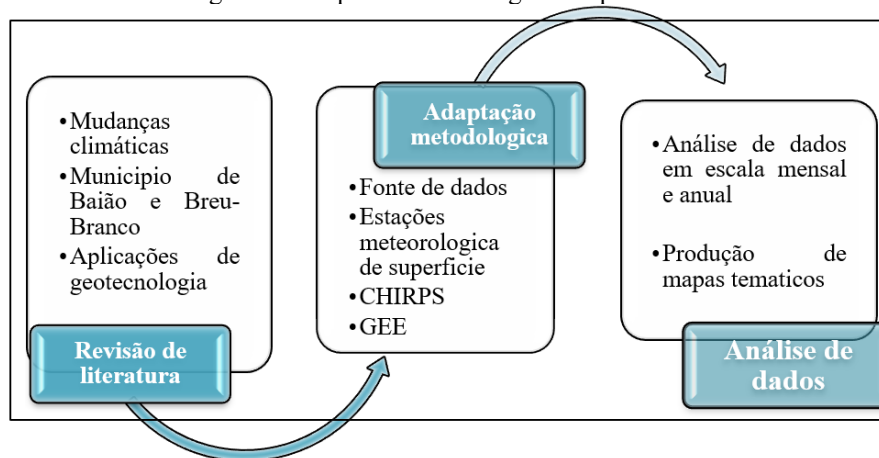 •Mudanças
climáticas
•Municipio de
Baião e Breu-
Branco
•Aplicações de
geotecnologia
Revisão de
literatura
Adaptação
metodologica
•Fonte de dados
•Estações
meteorologica
de superficie
•CHIRPS
•GEE
•Análise de dados
em escala mensal
e anual
•Produção de
mapas tematicos
Análise de
dados